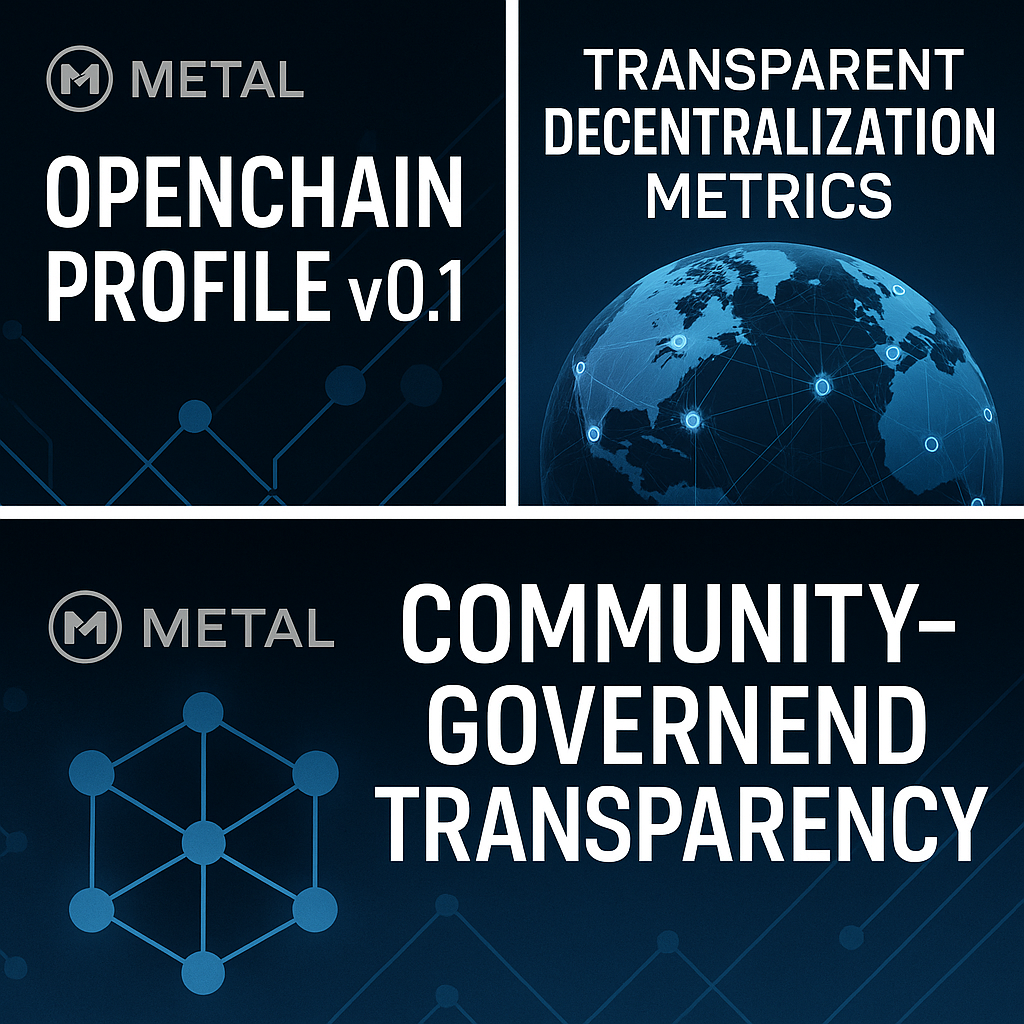 METAL
OPENCHAIN
PROFILE v0.1
TRANSPARENT
DECENTRALIZATION
METRICS
METAL
COMMUNITY-
GOVERNEND
TRANSPARENCY